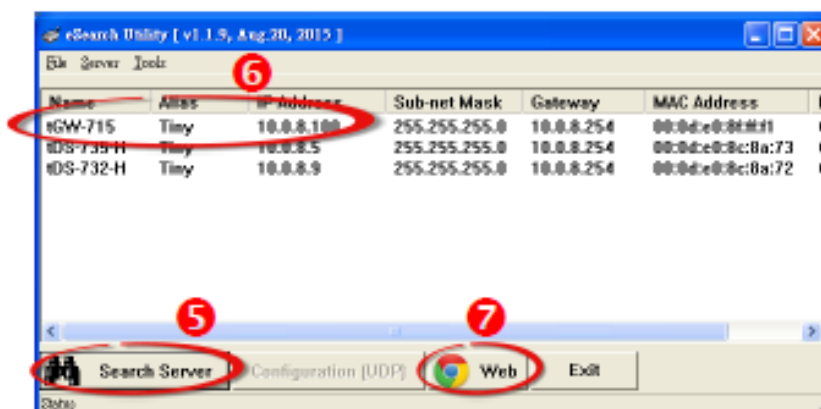 eSearch Utility [ v1.1.9, Aug.20, 2015 ]
File Server Tools
6
Name Alias IP Address Sub-net Mask Gateway MAC Address
tGW-715 Tiny 10.0.8.100 255.255.255.0 10.0.8.254
tDS-735-H Tiny 10.0.8.5 255.255.255.0 10.0.8.254 00:0d:e0:8c:8a:73
tDS-732-H Tiny 10.0.8.9 255.255.255.0 10.0.8.254 00:0d:e0:8c:8a:72
5 7
Search Server Configuration (UDP) Web Exit
Status